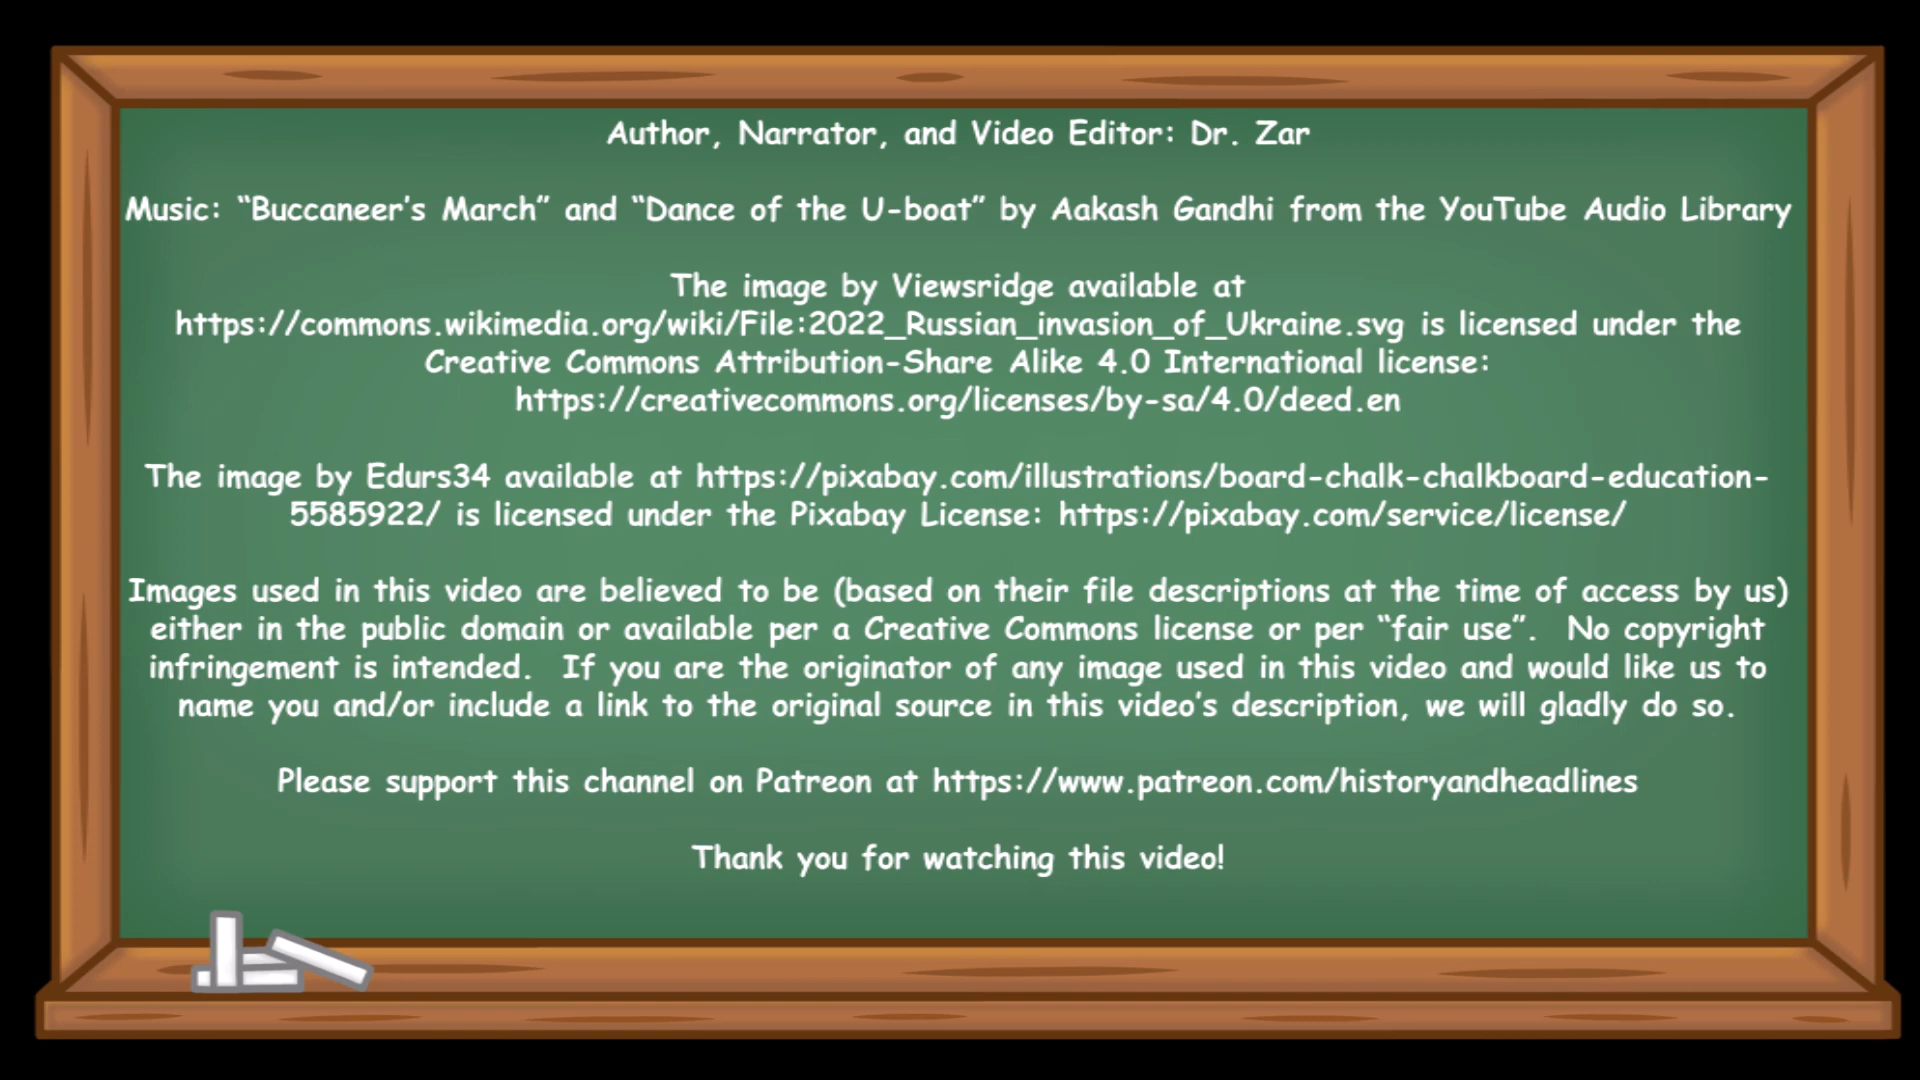 Author, Narrator, and Video Editor: Dr. Zar
Music: “Buccaneer’s March” and “Dance of the U-boat” by Aakash Gandhi from the YouTube Audio Library
The image by Viewsridge available at
https://commons.wikimedia.org/wiki/File:2022_Russian_invasion_of_Ukraine.svg is licensed under the
Creative Commons Attribution-Share Alike 4.0 International license:
https://creativecommons.org/licenses/by-sa/4.0/deed.en
The image by Edurs34 available at https://pixabay.com/illustrations/board-chalk-chalkboard-education-
5585922/ is licensed under the Pixabay License: https://pixabay.com/service/license/
Images used in this video are believed to be (based on their file descriptions at the time of access by us)
either in the public domain or available per a Creative Commons license or per “fair use”.  No copyright
infringement is intended.  If you are the originator of any image used in this video and would like us to
name you and/or include a link to the original source in this video’s description, we will gladly do so.
Please support this channel on Patreon at https://www.patreon.com/historyandheadlines
Thank you for watching this video!